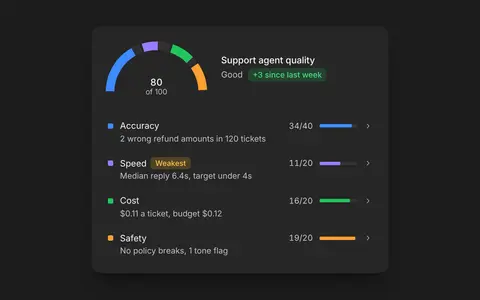 80
of 100
Support agent quality
Good +3 since last week
Accuracy 34/40
2 wrong refund amounts in 120 tickets
Speed Weakest 11/20
Median reply 6.4s, target under 4s
Cost 16/20
$0.11 a ticket, budget $0.12
Safety 19/20
No policy breaks, 1 tone flag